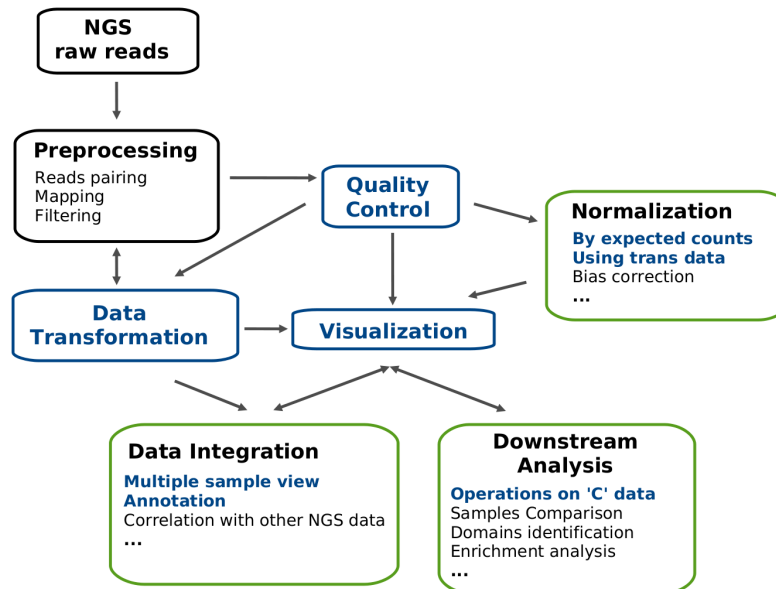 NGS
raw reads
Preprocessing
Reads pairing
Mapping
Filtering
Quality
Control
Normalization
By expected counts
Using trans data
Bias correction
...
Data
Transformation
Visualization
Data Integration
Multiple sample view
Annotation
Correlation with other NGS data
...
Downstream
Analysis
Operations on 'C' data
Samples Comparison
Domains identification
Enrichment analysis
...